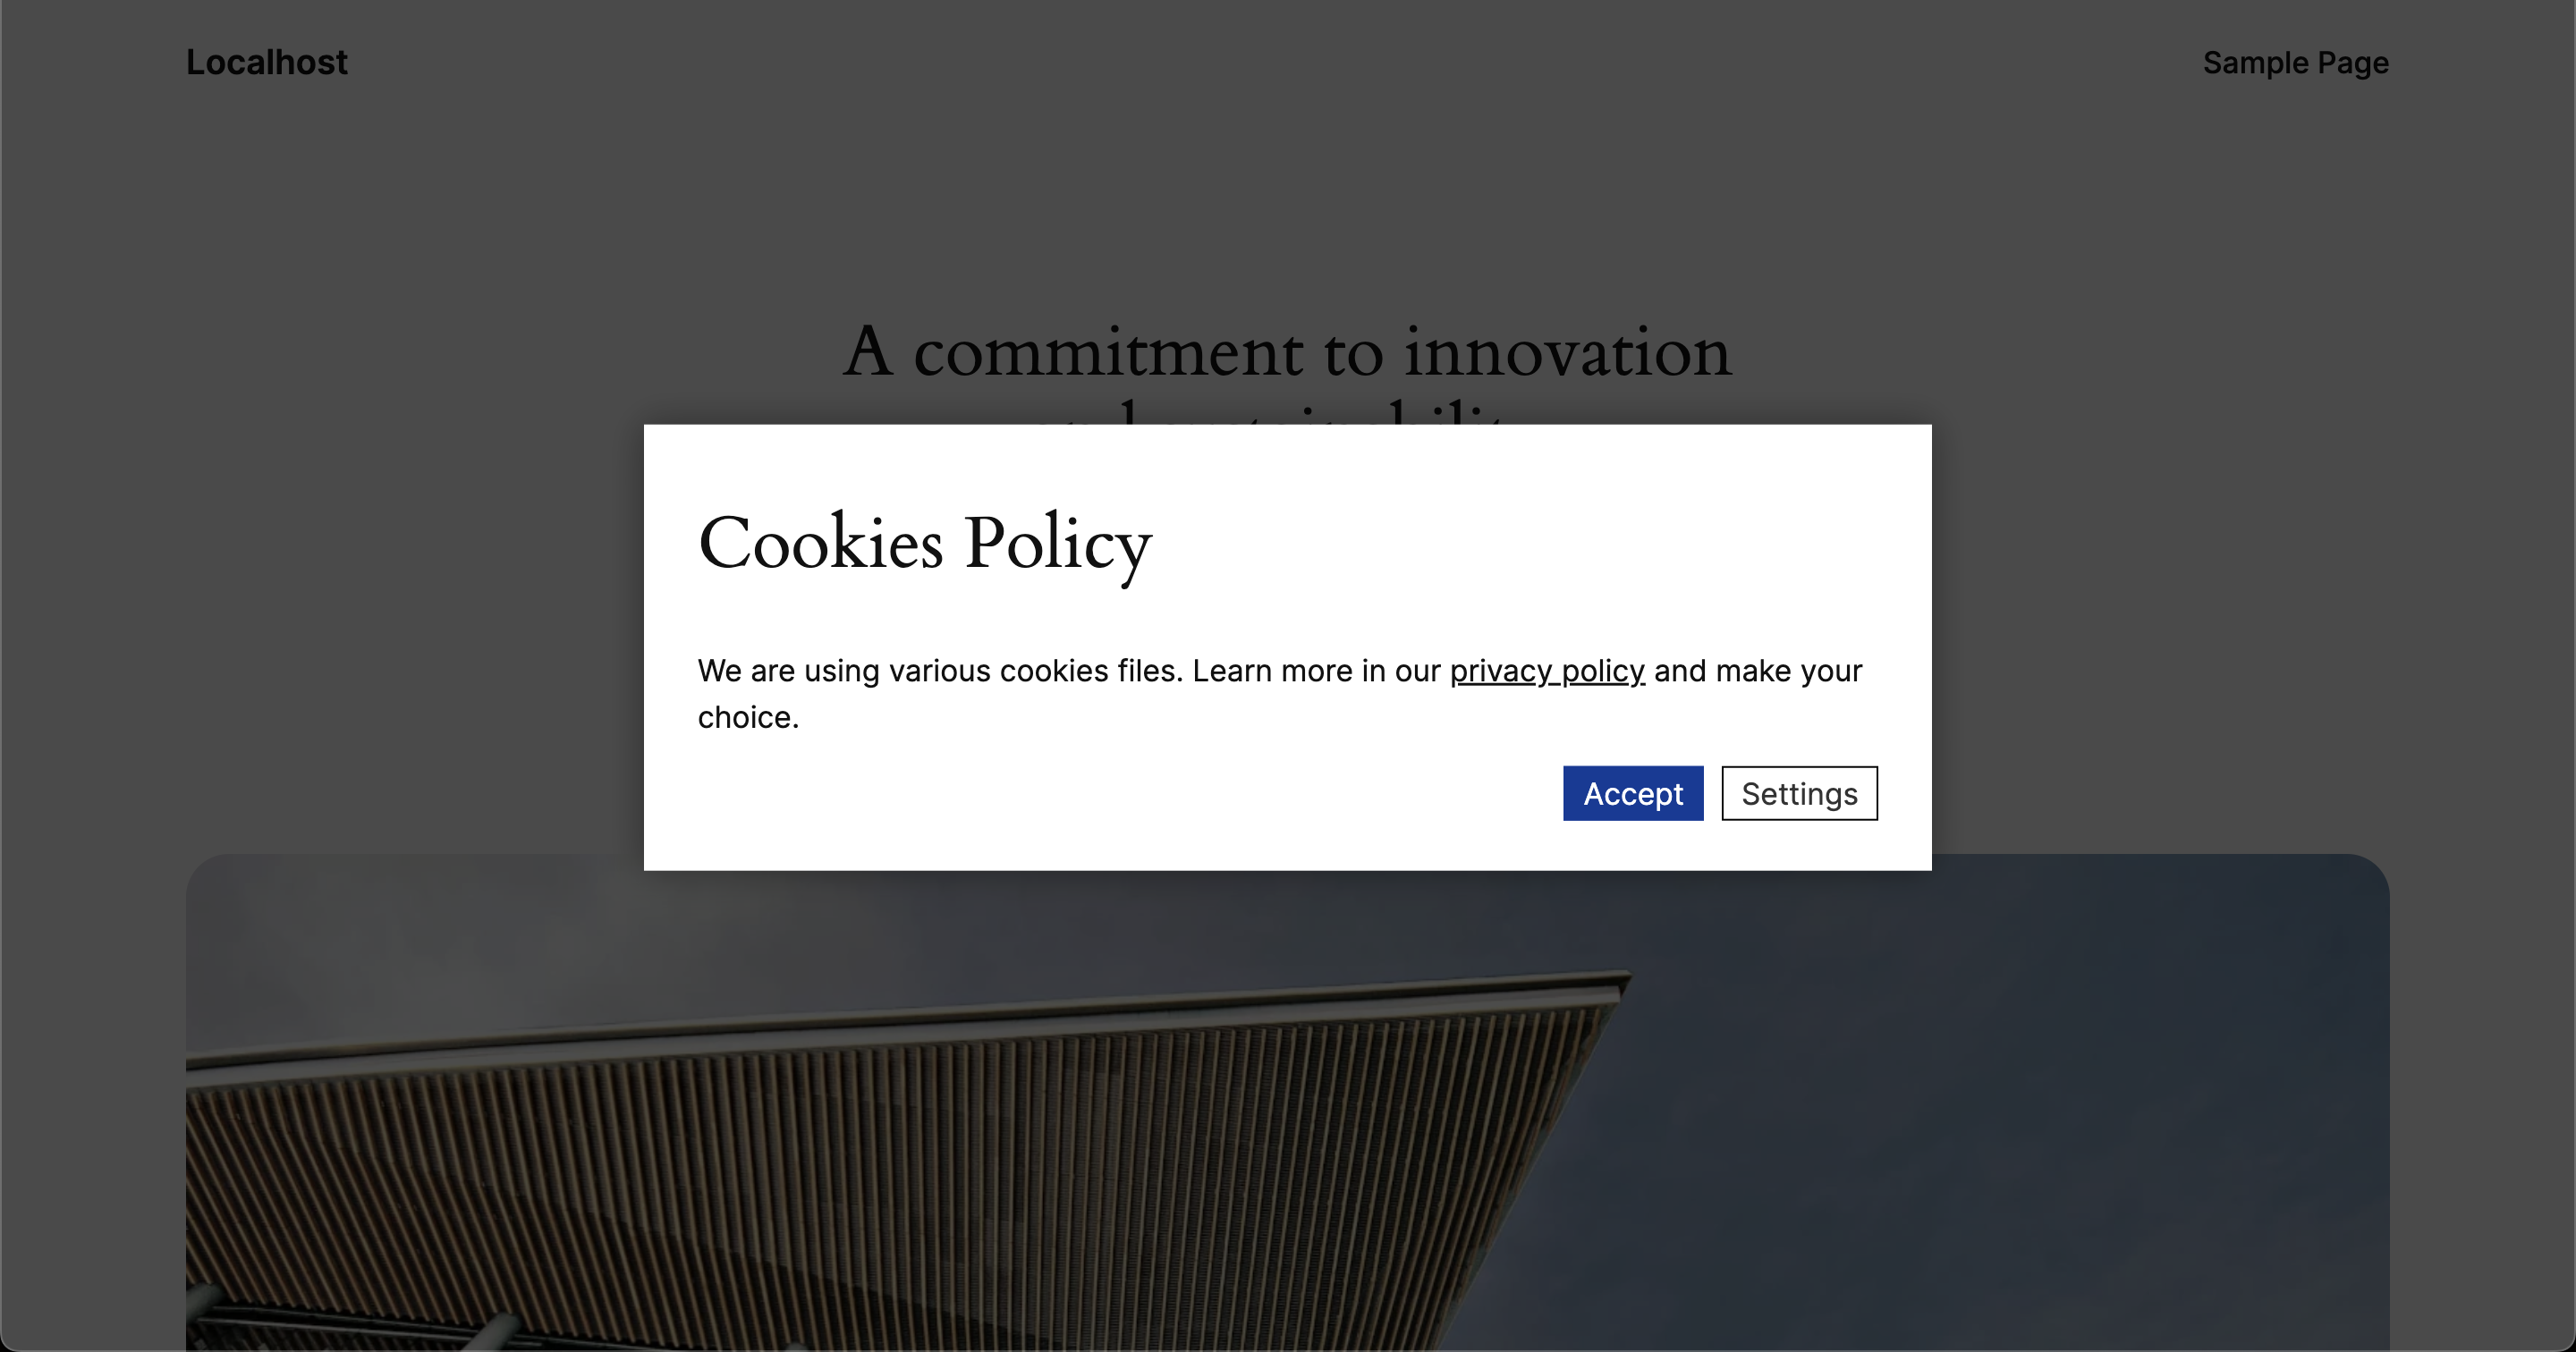 Localhost
Sample Page
A commitment to innovation
Cookies Policy
We are using various cookies files. Learn more in our privacy policy and make your
choice.
Accept
Settings